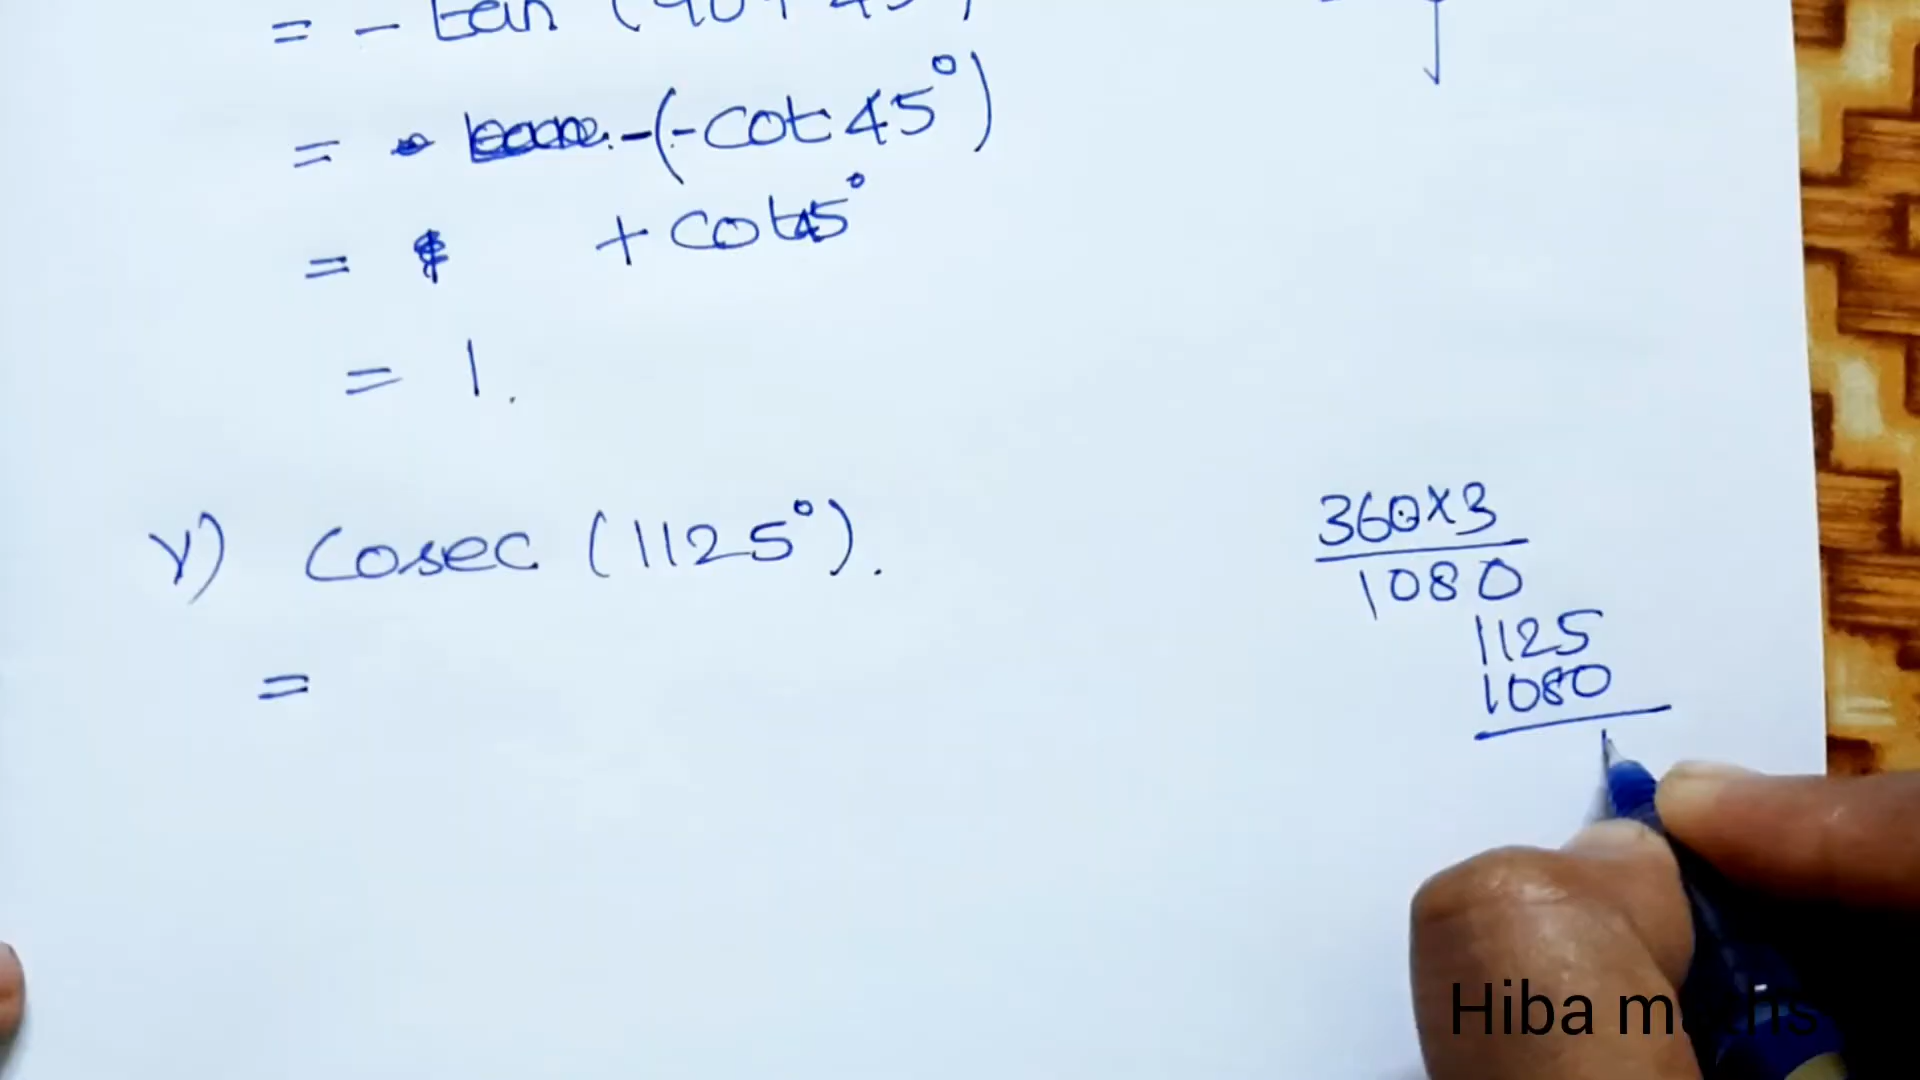 = - tan (90 + 45)
= - (- cot 45°)
= + cot 45°
= 1.
v) Cosec (1125°).
=
360×3
1080
1125
1080
Hiba maths